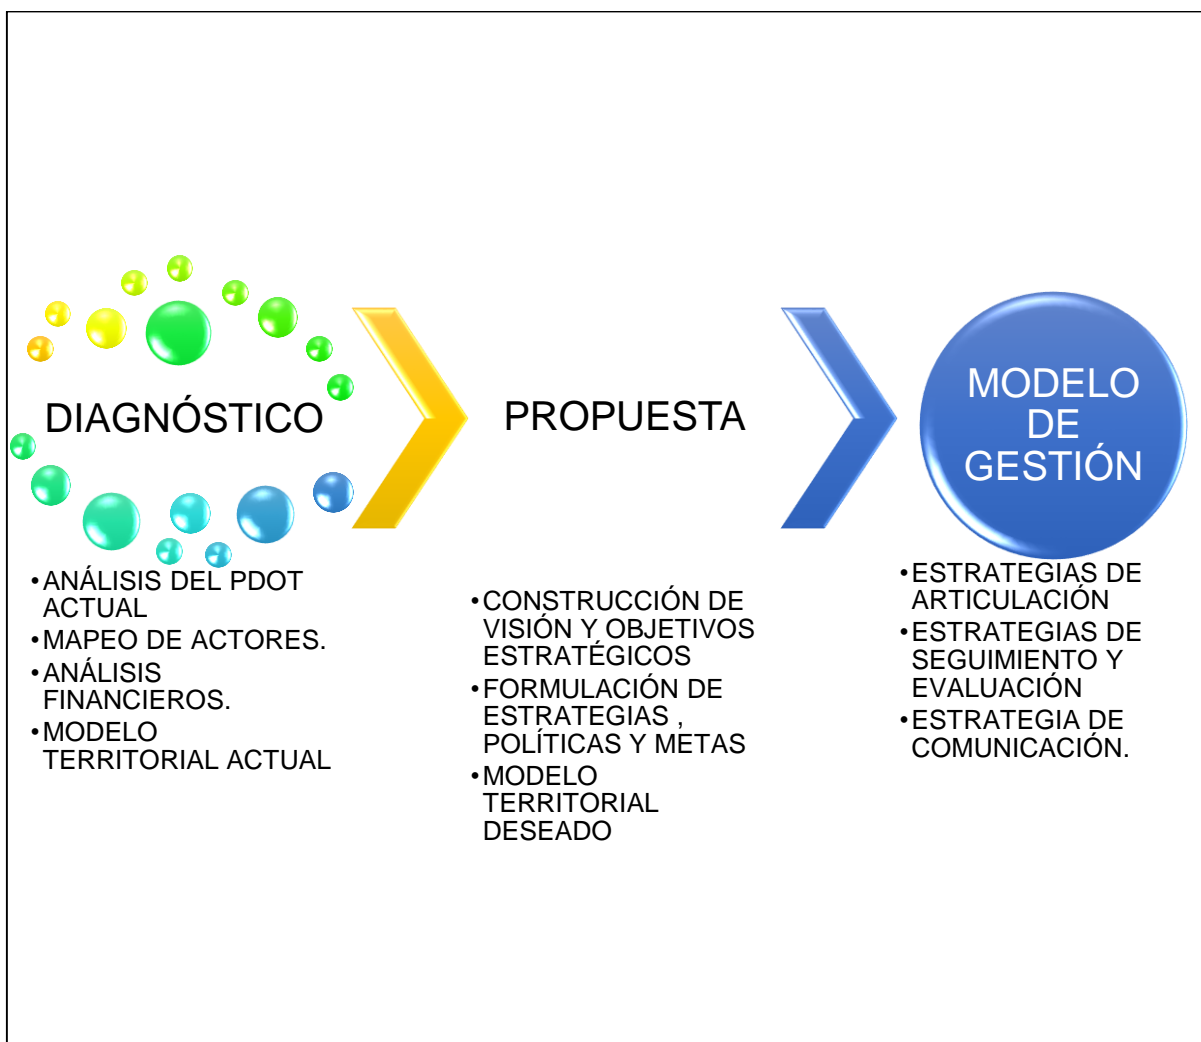 DIAGNÓSTICO
•ANÁLISIS DEL PDOT
ACTUAL
•MAPEO DE ACTORES.
•ANÁLISIS
FINANCIEROS.
•MODELO
TERRITORIAL ACTUAL
PROPUESTA
•CONSTRUCCIÓN DE
VISIÓN Y OBJETIVOS
ESTRATÉGICOS
•FORMULACIÓN DE
ESTRATEGIAS ,
POLÍTICAS Y METAS
•MODELO
TERRITORIAL
DESEADO
MODELO
DE
GESTIÓN
•ESTRATEGIAS DE
ARTICULACIÓN
•ESTRATEGIAS DE
SEGUIMIENTO Y
EVALUACIÓN
•ESTRATEGIA DE
COMUNICACIÓN.